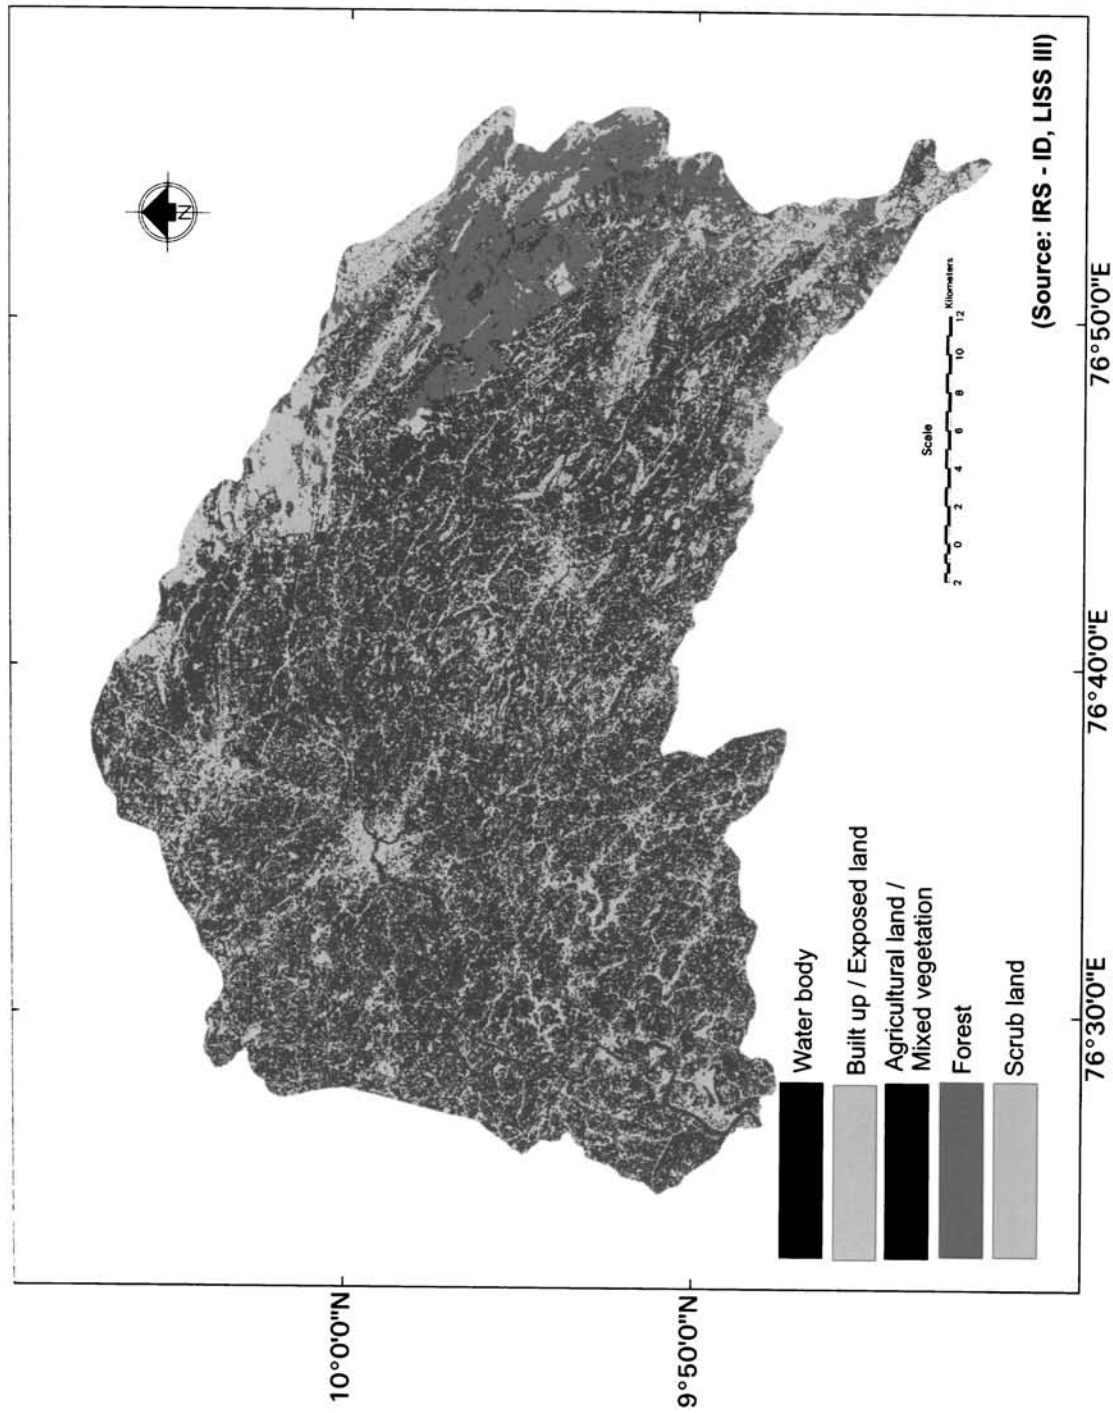 N
10°0'0"N
9°50'0"N
76°30'0"E
76°40'0"E
76°50'0"E
Water body
Built up / Exposed land
Agricultural land /
Mixed vegetation
Forest
Scrub land
Scale
2 0 2 4 6 8 10 12
Kilometers
(Source: IRS - ID, LISS III)